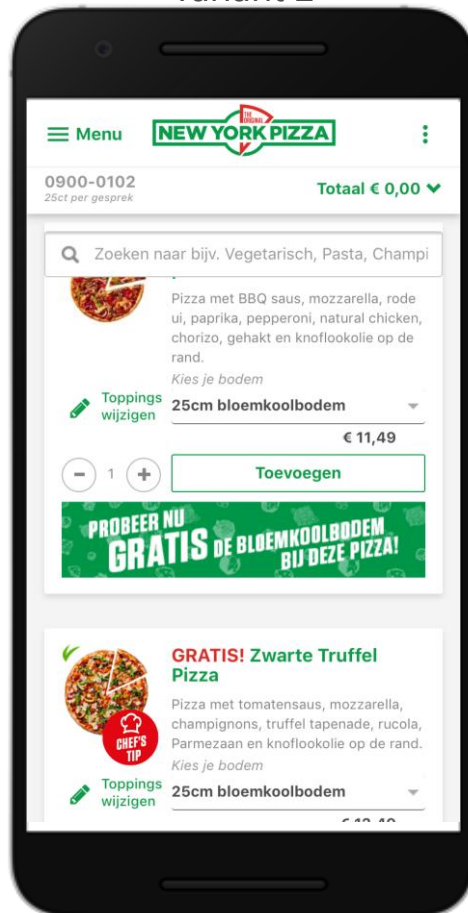 Variant 2
Menu
THE ORIGINAL
NEW YORK PIZZA
0900-0102
25ct per gesprek
Totaal € 0,00
Zoeken naar bijv. Vegetarisch, Pasta, Champi
Pizza met BBQ saus, mozzarella, rode
ui, paprika, pepperoni, natural chicken,
chorizo, gehakt en knoflookolie op de
rand.
Kies je bodem
Toppings
wijzigen
25cm bloemkoolbodem
€ 11,49
1
Toevoegen
PROBEER NU
GRATIS DE BLOEMKOOLBODEM
BIJ DEZE PIZZA!
GRATIS! Zwarte Truffel
Pizza
Pizza met tomatensaus, mozzarella,
champignons, truffel tapenade, rucola,
Parmezaan en knoflookolie op de rand.
CHEF'S
TIP
Kies je bodem
Toppings
wijzigen
25cm bloemkoolbodem